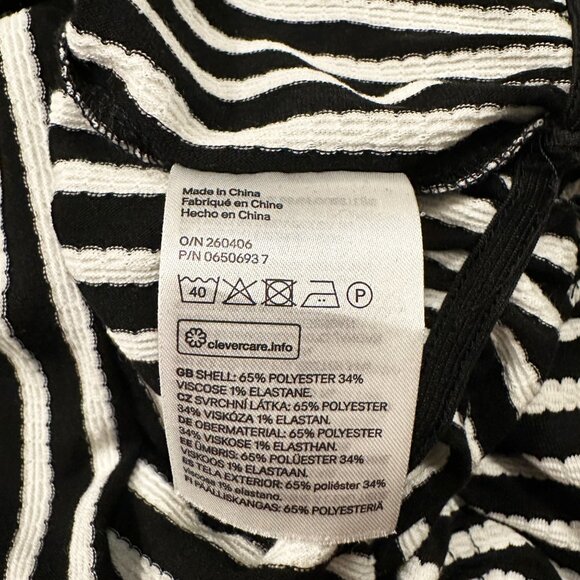 Made in China
Fabriqué en Chine
Hecho en China
O/N 260406
P/N 0650693 7
40 P
clevercare.info
GB SHELL: 65% POLYESTER 34%
VISCOSE 1% ELASTANE.
CZ SVRCHNÍ LÁTKA: 65% POLYESTER
34% VISKÓZA 1% ELASTAN.
DE OBERMATERIAL: 65% POLYESTER
34% VISKOSE 1% ELASTHAN.
EE ÜMBRIS: 65% POLÜESTER 34%
VISKOOS 1% ELASTAAN.
ES TELA EXTERIOR: 65% poliéster 34%
viscosa 1% elastano.
FI PÄÄLLISKANGAS: 65% POLYESTERIÄ